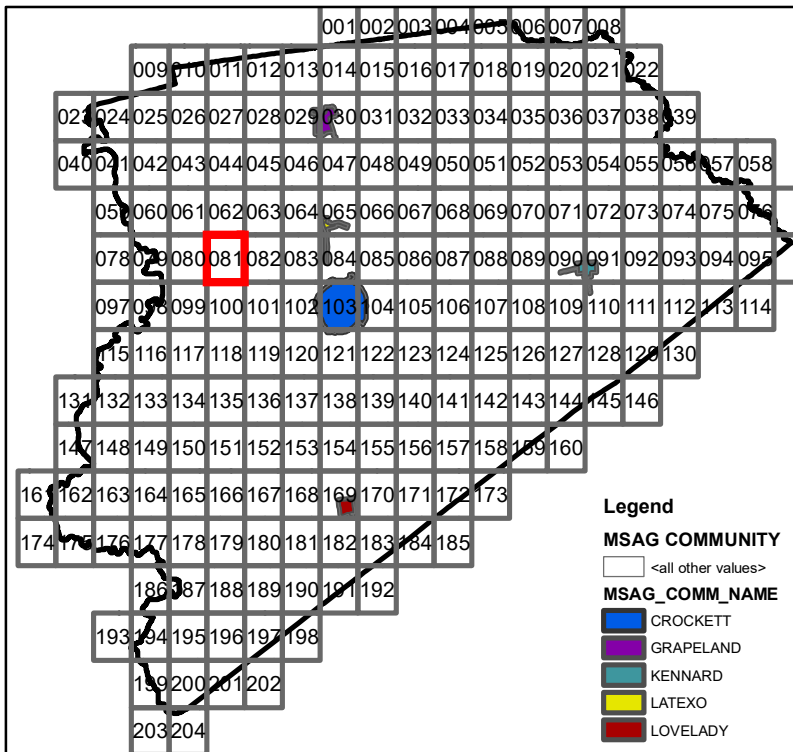 001 002 003 004 005 006 007 008
009 010 011 012 013 014 015 016 017 018 019 020 021 022
023 024 025 026 027 028 029 030 031 032 033 034 035 036 037 038 039
040 041 042 043 044 045 046 047 048 049 050 051 052 053 054 055 056 057 058
059 060 061 062 063 064 065 066 067 068 069 070 071 072 073 074 075 076
078 079 080 081 082 083 084 085 086 087 088 089 090 091 092 093 094 095
097 098 099 100 101 102 103 104 105 106 107 108 109 110 111 112 113 114
115 116 117 118 119 120 121 122 123 124 125 126 127 128 129 130
131 132 133 134 135 136 137 138 139 140 141 142 143 144 145 146
147 148 149 150 151 152 153 154 155 156 157 158 159 160
161 162 163 164 165 166 167 168 169 170 171 172 173
174 175 176 177 178 179 180 181 182 183 184 185
186 187 188 189 190 191 192
193 194 195 196 197 198
199 200 201 202
203 204
Legend
MSAG COMMUNITY
<all other values>
MSAG_COMM_NAME
CROCKETT
GRAPELAND
KENNARD
LATEXO
LOVELADY